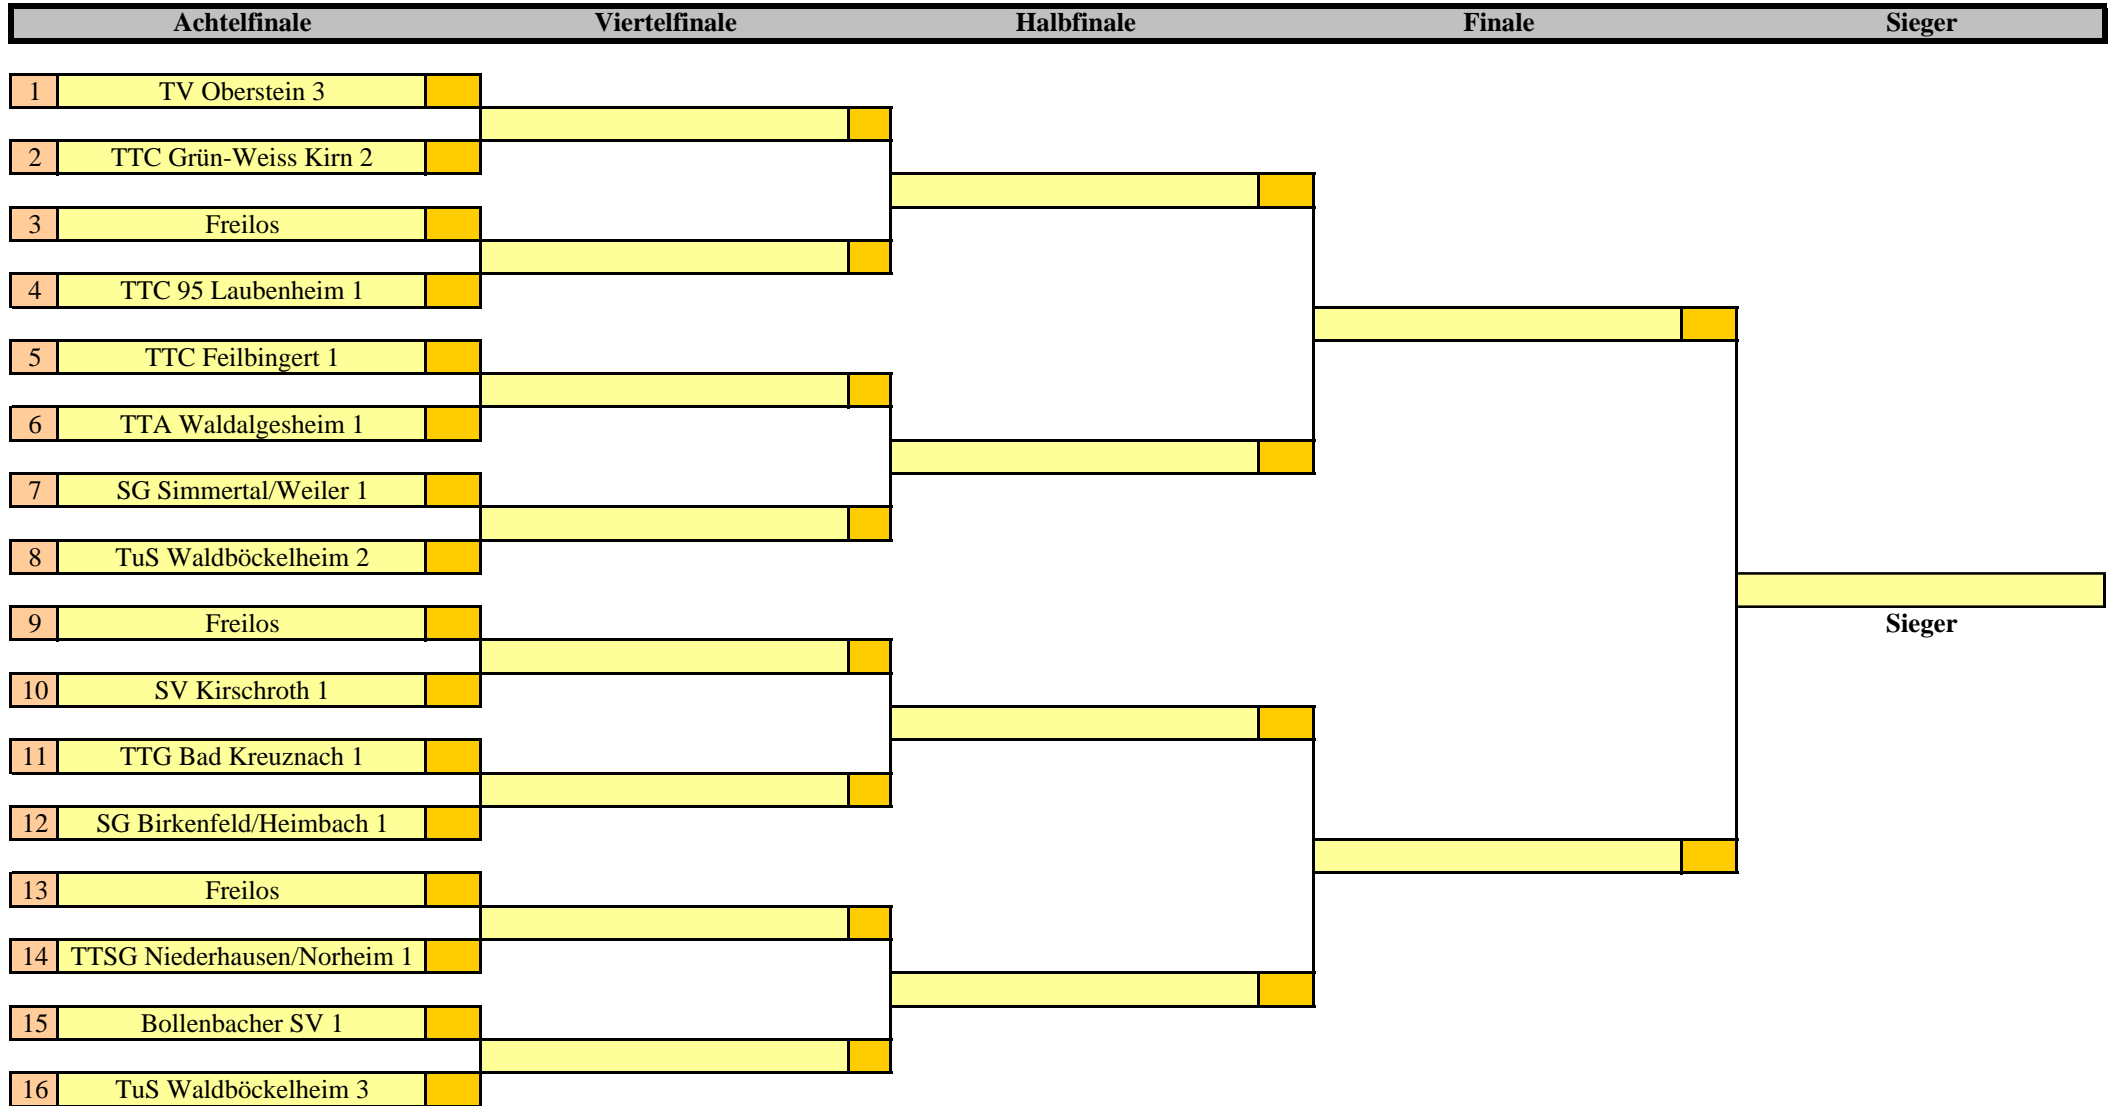 Achtelfinale Viertelfinale Halbfinale Finale Sieger
1 TV Oberstein 3
2 TTC Grün-Weiss Kirn 2
3 Freilos
4 TTC 95 Laubenheim 1
5 TTC Feilbingert 1
6 TTA Waldalgesheim 1
7 SG Simmertal/Weiler 1
8 TuS Waldböckelheim 2
9 Freilos
Sieger
10 SV Kirschroth 1
11 TTG Bad Kreuznach 1
12 SG Birkenfeld/Heimbach 1
13 Freilos
14 TTSG Niederhausen/Norheim 1
15 Bollenbacher SV 1
16 TuS Waldböckelheim 3